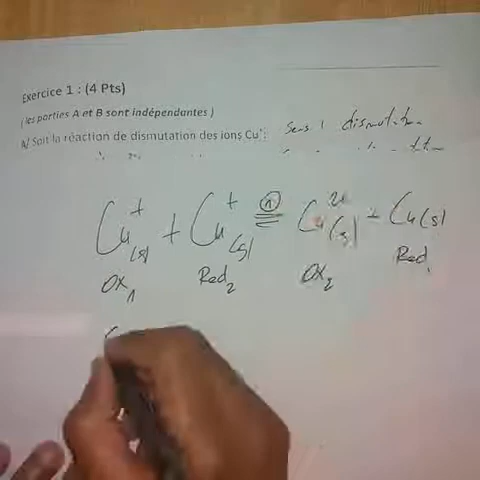 Exercice 1 : (4 Pts)
(les parties A et B sont indépendantes )
A/ Soit la réaction de dismutation des ions Cu⁺: Sens 1 dismutation
Cu⁺(s) + Cu⁺(s) ⇌ ① Cu²⁺(s) + Cu(s)
OX₁ Red₂ OX₂ Red₁